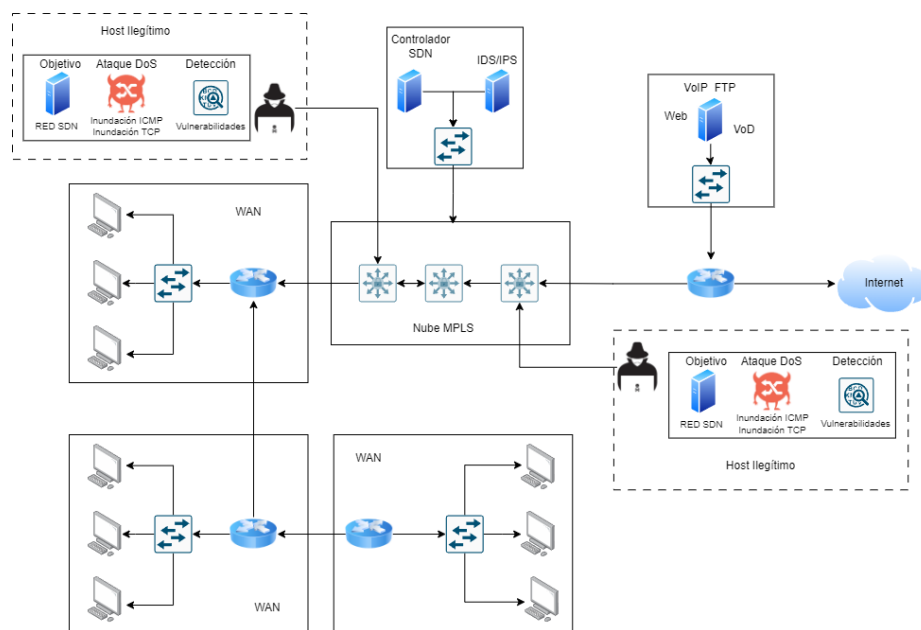 Host Ilegítimo
Objetivo
Ataque DoS
Detección
RED SDN
Inundación ICMP
Inundación TCP
Vulnerabilidades
Controlador
SDN
IDS/IPS
VoIP FTP
Web
VoD
WAN
Nube MPLS
Internet
Objetivo
Ataque DoS
Detección
RED SDN
Inundación ICMP
Inundación TCP
Vulnerabilidades
Host Ilegítimo
WAN
WAN